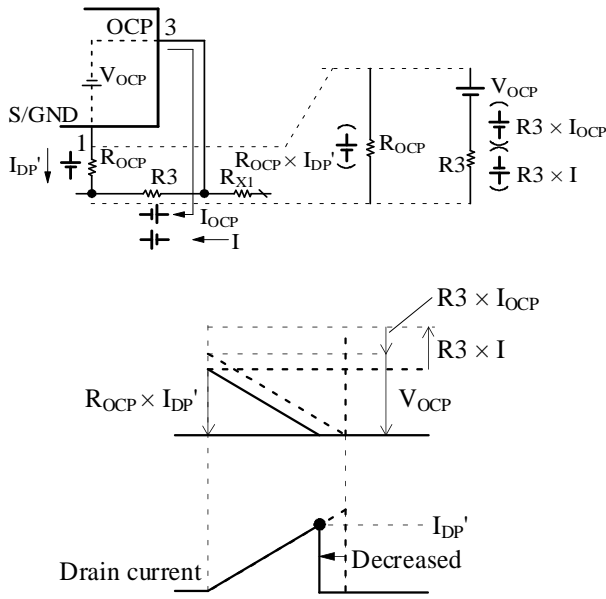 OCP 3
V_OCP
S/GND
1
I_DP'
R_OCP
R3
R_X1
I_OCP
I
R_OCP × I_DP'
R_OCP
V_OCP
R3 × I_OCP
R3
R3 × I
R3 × I_OCP
R3 × I
R_OCP × I_DP'
V_OCP
I_DP'
Decreased
Drain current